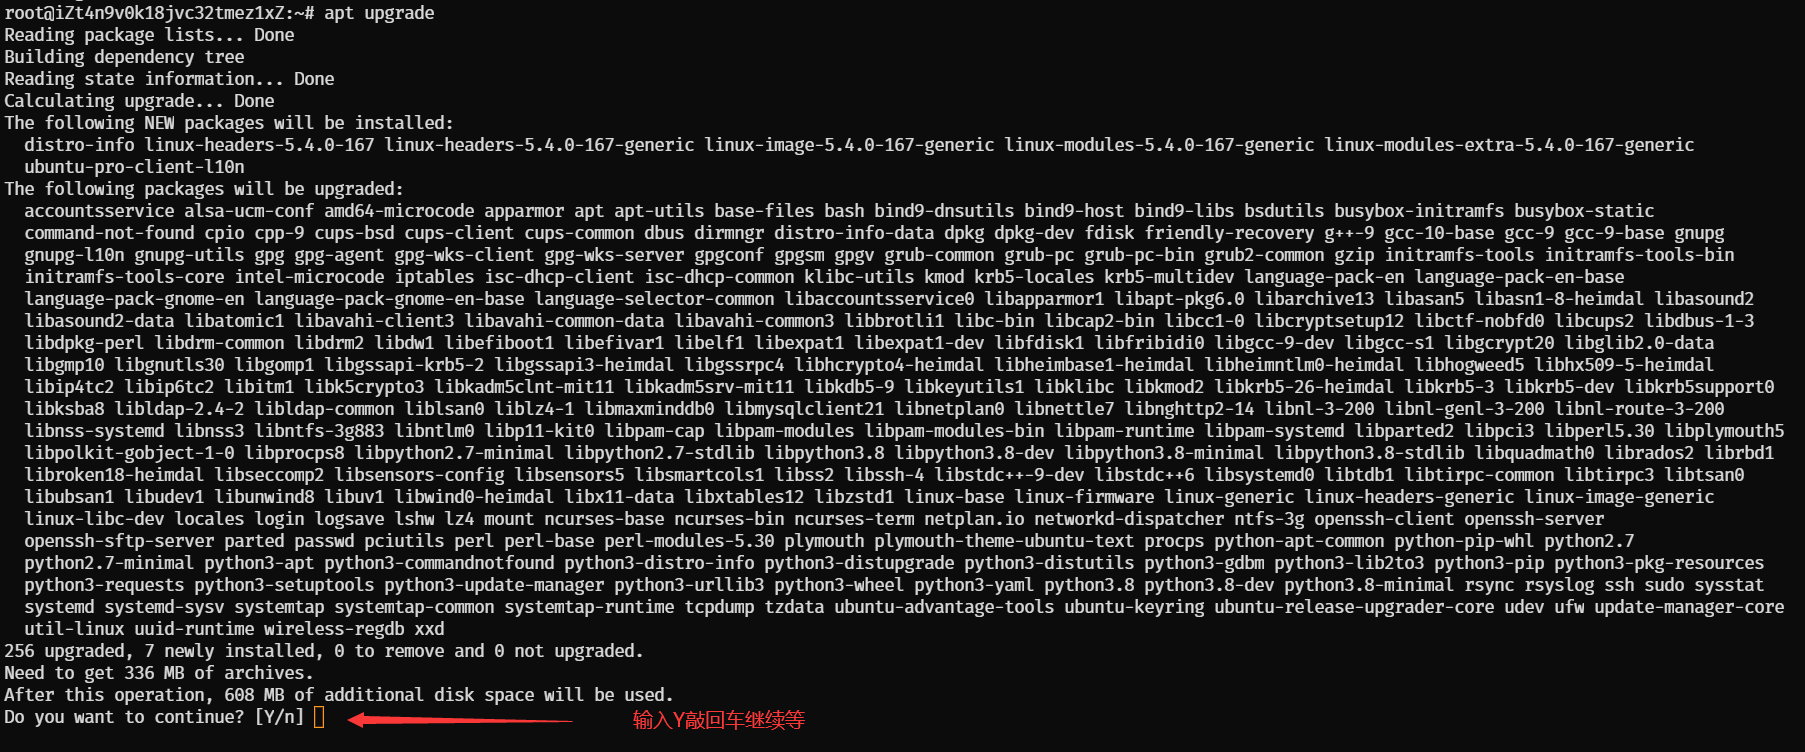 root@iZt4n9v0k18jvc32tmez1xZ:~# apt upgrade
Reading package lists... Done
Building dependency tree
Reading state information... Done
Calculating upgrade... Done
The following NEW packages will be installed:
  distro-info linux-headers-5.4.0-167 linux-headers-5.4.0-167-generic linux-image-5.4.0-167-generic linux-modules-5.4.0-167-generic linux-modules-extra-5.4.0-167-generic
  ubuntu-pro-client-l10n
The following packages will be upgraded:
  accountsservice alsa-ucm-conf amd64-microcode apparmor apt apt-utils base-files bash bind9-dnsutils bind9-host bind9-libs bsdutils busybox-initramfs busybox-static
  command-not-found cpio cpp-9 cups-bsd cups-client cups-common dbus dirmngr distro-info-data dpkg dpkg-dev fdisk friendly-recovery g++-9 gcc-10-base gcc-9 gcc-9-base gnupg
  gnupg-l10n gnupg-utils gpg gpg-agent gpg-wks-client gpg-wks-server gpgconf gpgsm gpgv grub-common grub-pc grub-pc-bin grub2-common gzip initramfs-tools initramfs-tools-bin
  initramfs-tools-core intel-microcode iptables isc-dhcp-client isc-dhcp-common klibc-utils kmod krb5-locales krb5-multidev language-pack-en language-pack-en-base
  language-pack-gnome-en language-pack-gnome-en-base language-selector-common libaccountsservice0 libapparmor1 libapt-pkg6.0 libarchive13 libasan5 libasn1-8-heimdal libasound2
  libasound2-data libatomic1 libavahi-client3 libavahi-common-data libavahi-common3 libbrotli1 libc-bin libcap2-bin libcc1-0 libcryptsetup12 libctf-nobfd0 libcups2 libdbus-1-3
  libdpkg-perl libdrm-common libdrm2 libdw1 libefiboot1 libefivar1 libelf1 libexpat1 libexpat1-dev libfdisk1 libfribidi0 libgcc-9-dev libgcc-s1 libgcrypt20 libglib2.0-data
  libgmp10 libgnutls30 libgomp1 libgssapi-krb5-2 libgssapi3-heimdal libgssrpc4 libhcrypto4-heimdal libheimbase1-heimdal libheimntlm0-heimdal libhogweed5 libhx509-5-heimdal
  libip4tc2 libip6tc2 libitm1 libk5crypto3 libkadm5clnt-mit11 libkadm5srv-mit11 libkdb5-9 libkeyutils1 libklibc libkmod2 libkrb5-26-heimdal libkrb5-3 libkrb5-dev libkrb5support0
  libksba8 libldap-2.4-2 libldap-common liblsan0 liblz4-1 libmaxminddb0 libmysqlclient21 libnetplan0 libnettle7 libnghttp2-14 libnl-3-200 libnl-genl-3-200 libnl-route-3-200
  libnss-systemd libnss3 libntfs-3g883 libntlm0 libp11-kit0 libpam-cap libpam-modules libpam-modules-bin libpam-runtime libpam-systemd libparted2 libpci3 libperl5.30 libplymouth5
  libpolkit-gobject-1-0 libprocps8 libpython2.7-minimal libpython2.7-stdlib libpython3.8 libpython3.8-dev libpython3.8-minimal libpython3.8-stdlib libquadmath0 librados2 librbd1
  libroken18-heimdal libseccomp2 libsensors-config libsensors5 libsmartcols1 libss2 libssh-4 libstdc++-9-dev libstdc++6 libsystemd0 libtdb1 libtirpc-common libtirpc3 libtsan0
  libubsan1 libudev1 libunwind8 libuv1 libwind0-heimdal libx11-data libxtables12 libzstd1 linux-base linux-firmware linux-generic linux-headers-generic linux-image-generic
  linux-libc-dev locales login logsave lshw lz4 mount ncurses-base ncurses-bin ncurses-term netplan.io networkd-dispatcher ntfs-3g openssh-client openssh-server
  openssh-sftp-server parted passwd pciutils perl perl-base perl-modules-5.30 plymouth plymouth-theme-ubuntu-text procps python-apt-common python-pip-whl python2.7
  python2.7-minimal python3-apt python3-commandnotfound python3-distro-info python3-distupgrade python3-distutils python3-gdbm python3-lib2to3 python3-pip python3-pkg-resources
  python3-requests python3-setuptools python3-update-manager python3-urllib3 python3-wheel python3-yaml python3.8 python3.8-dev python3.8-minimal rsync rsyslog ssh sudo sysstat
  systemd systemd-sysv systemtap systemtap-common systemtap-runtime tcpdump tzdata ubuntu-advantage-tools ubuntu-keyring ubuntu-release-upgrader-core udev ufw update-manager-core
  util-linux uuid-runtime wireless-regdb xxd
256 upgraded, 7 newly installed, 0 to remove and 0 not upgraded.
Need to get 336 MB of archives.
After this operation, 608 MB of additional disk space will be used.
Do you want to continue? [Y/n] 输入Y敲回车继续等